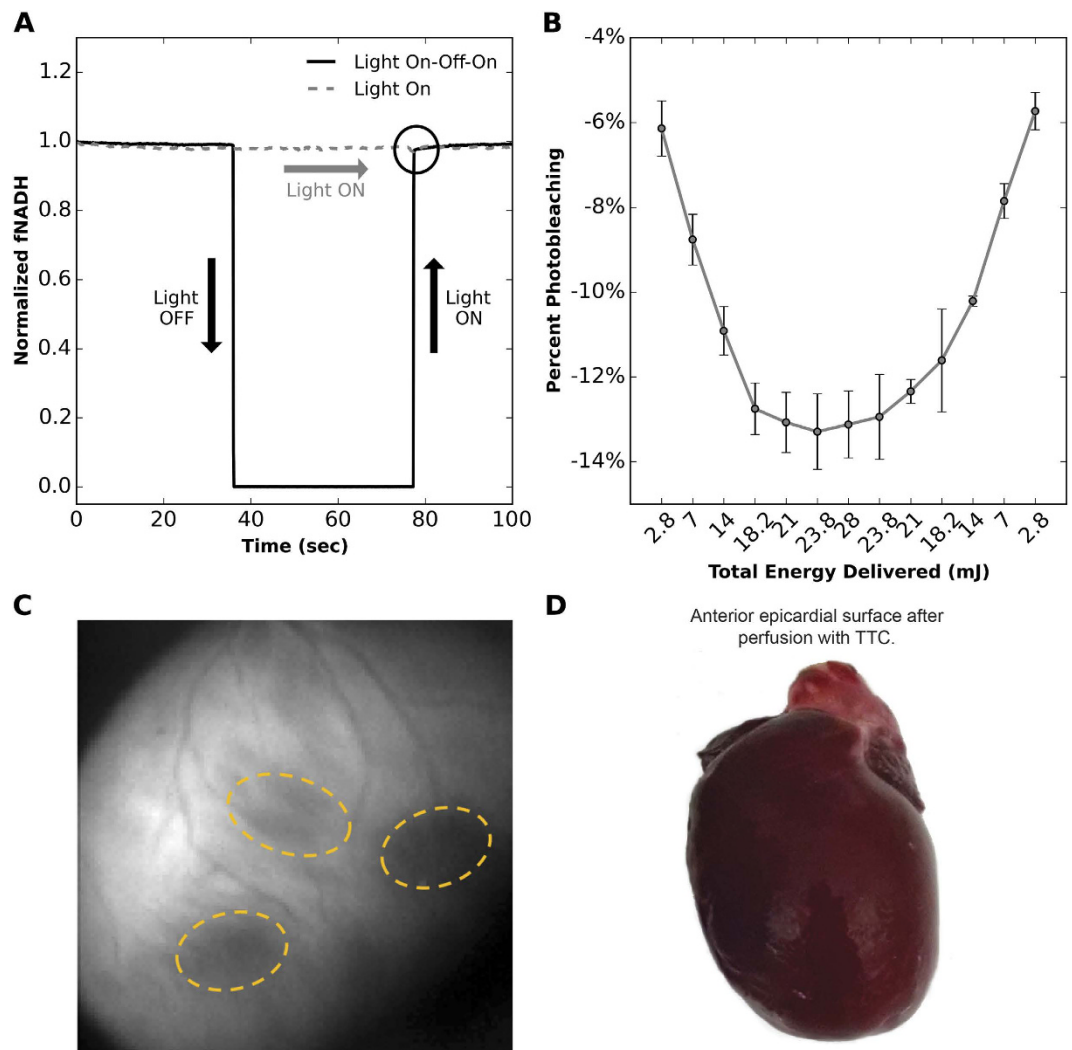 A
1.2
1.0
0.8
0.6
0.4
0.2
0.0
0
20
40
60
80
100
Normalized fNADH
Time (sec)
Light On-Off-On
Light On
Light ON
Light
OFF
Light
ON
B
-4%
-6%
-8%
-10%
-12%
-14%
Percent Photobleaching
2.8
7
14
18.2
21
23.8
28
23.8
21
18.2
14
7
2.8
Total Energy Delivered (mJ)
C
D
Anterior epicardial surface after
perfusion with TTC.